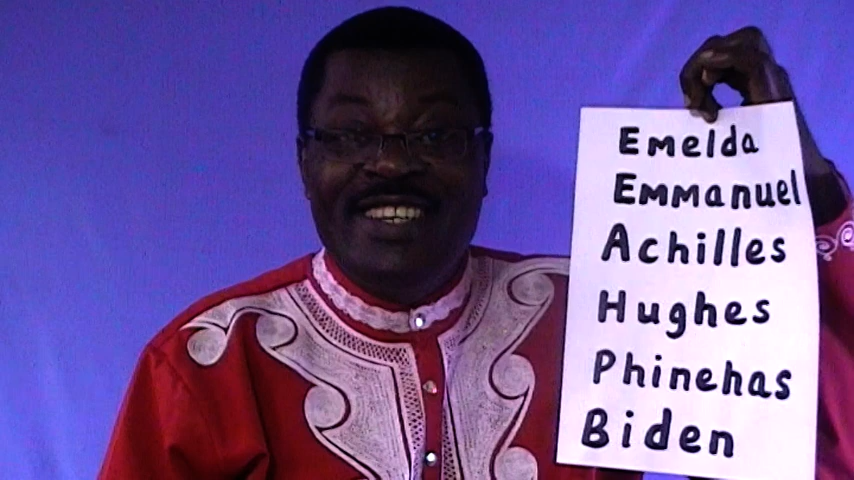 Emelda
Emmanuel
Achilles
Hughes
Phinehas
Biden